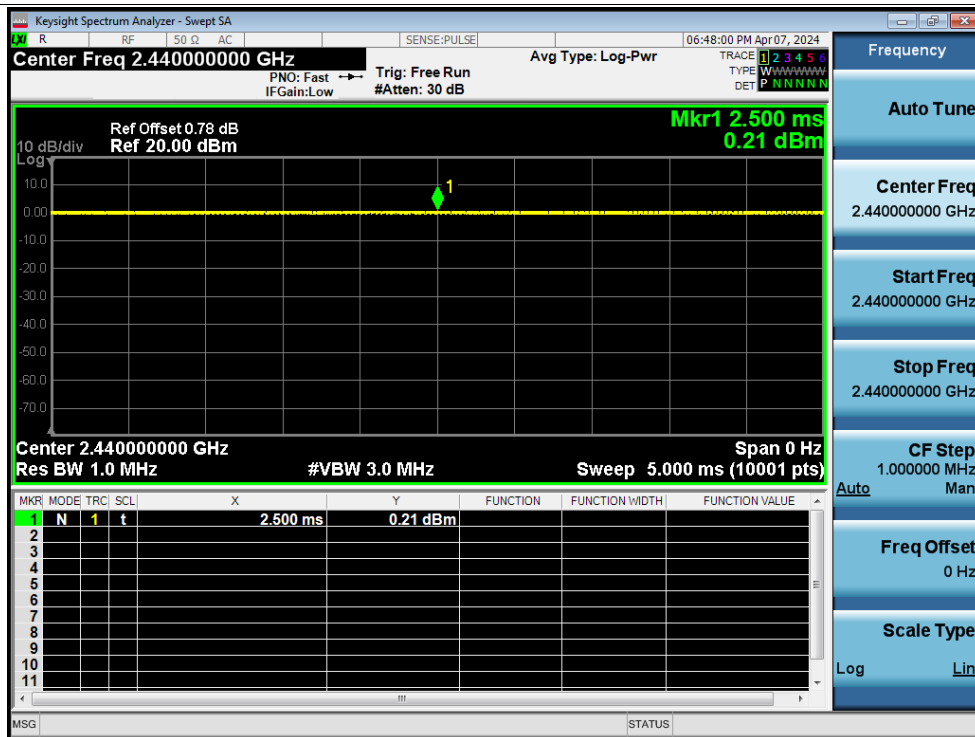 Keysight Spectrum Analyzer - Swept SA
LXI R RF 50 Ω AC SENSE:PULSE 06:48:00 PM Apr 07, 2024
Center Freq 2.440000000 GHz Avg Type: Log-Pwr TRACE 1 2 3 4 5 6
PNO: Fast Trig: Free Run TYPE WWWWWW
IFGain:Low #Atten: 30 dB DET P N N N N N
Mkr1 2.500 ms
Ref Offset 0.78 dB
10 dB/div Ref 20.00 dBm 0.21 dBm
Log
1
10.0
0.00
-10.0
-20.0
-30.0
-40.0
-50.0
-60.0
-70.0
Center 2.440000000 GHz Span 0 Hz
Res BW 1.0 MHz #VBW 3.0 MHz Sweep 5.000 ms (10001 pts)
MKR MODE TRC SCL X Y FUNCTION FUNCTION WIDTH FUNCTION VALUE
1 N 1 t 2.500 ms 0.21 dBm
2
3
4
5
6
7
8
9
10
11
MSG STATUS
Frequency
Auto Tune
Center Freq
2.440000000 GHz
Start Freq
2.440000000 GHz
Stop Freq
2.440000000 GHz
CF Step
1.000000 MHz
Auto Man
Freq Offset
0 Hz
Scale Type
Log Lin